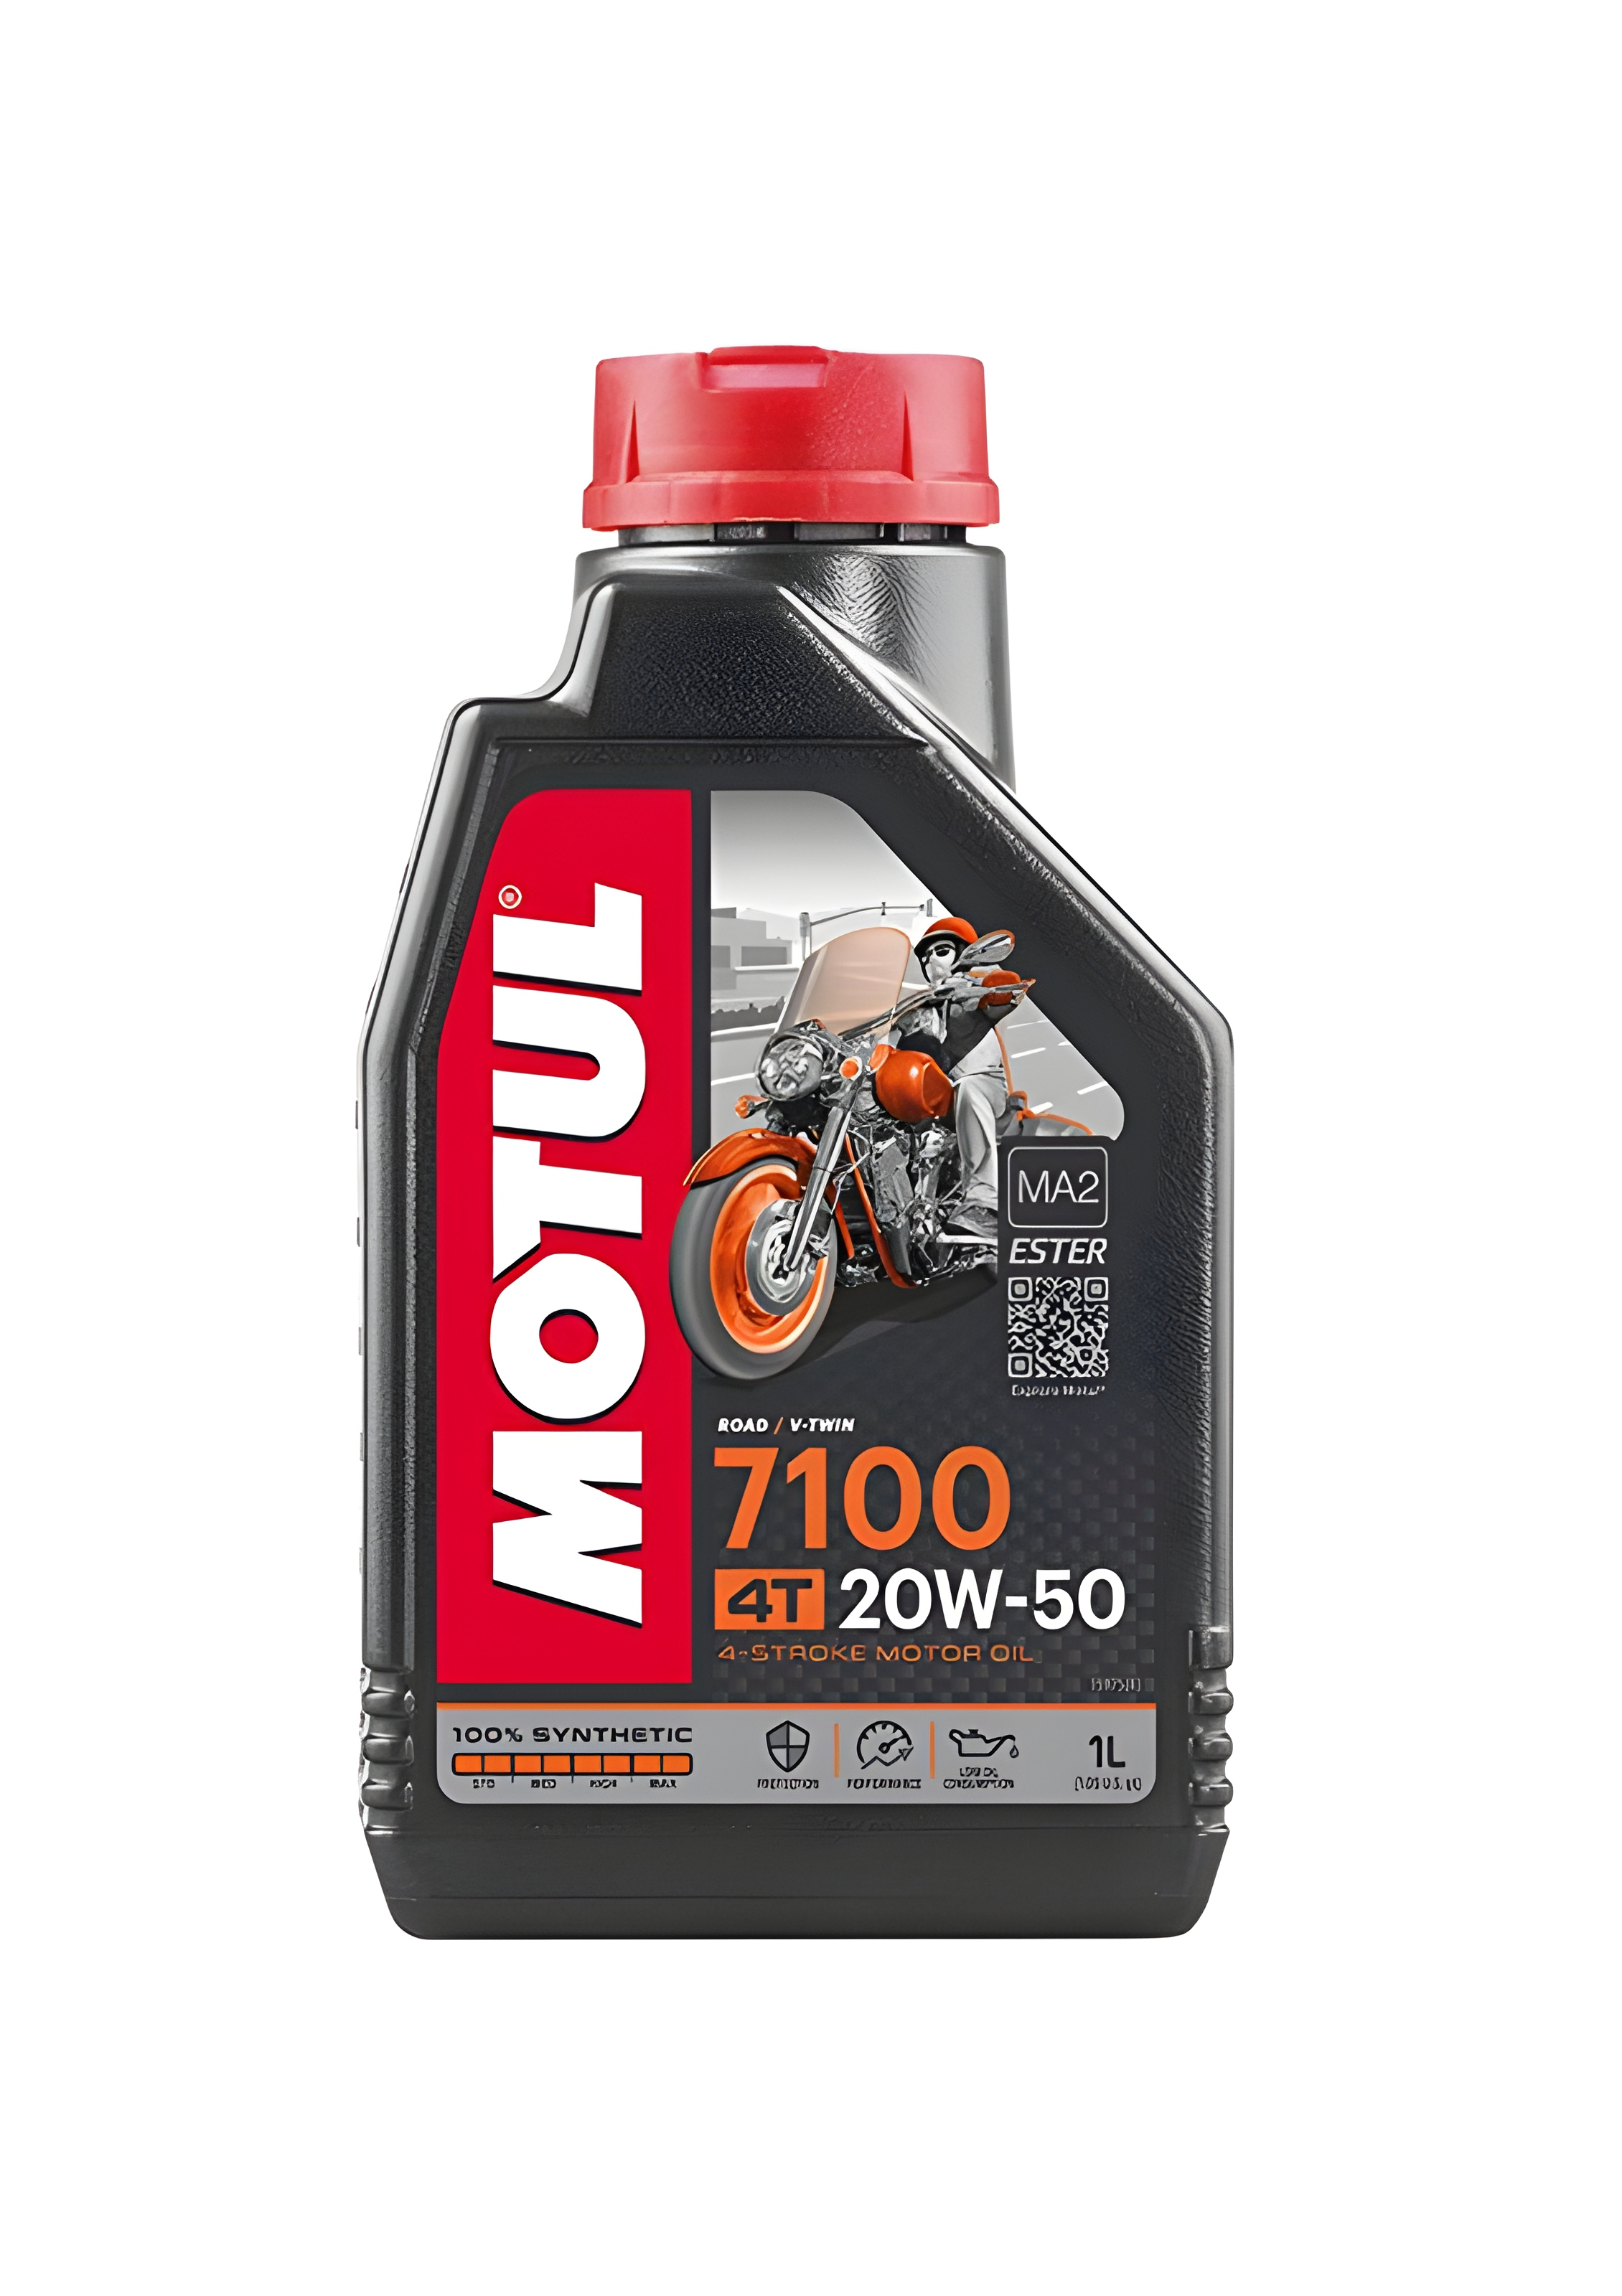 MOTUL
MA2
ESTER
ROAD / V-TWIN
7100
4T 20W-50
4-STROKE MOTOR OIL
100% SYNTHETIC
1L